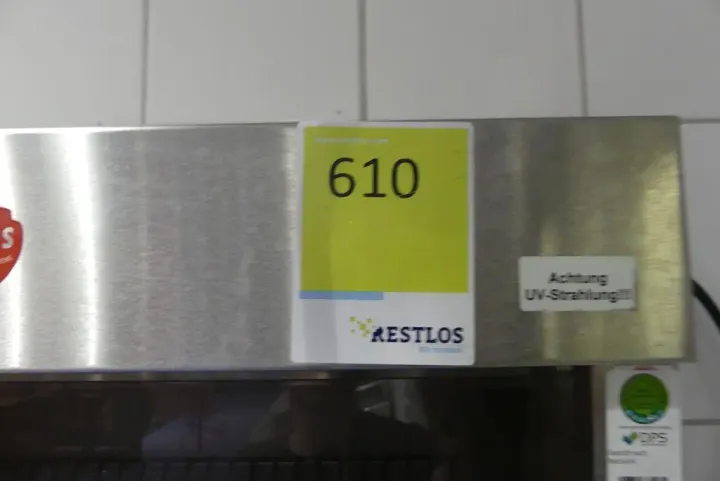 610
RESTLOS
Achtung
UV-Strahlung!!!
DPS
S